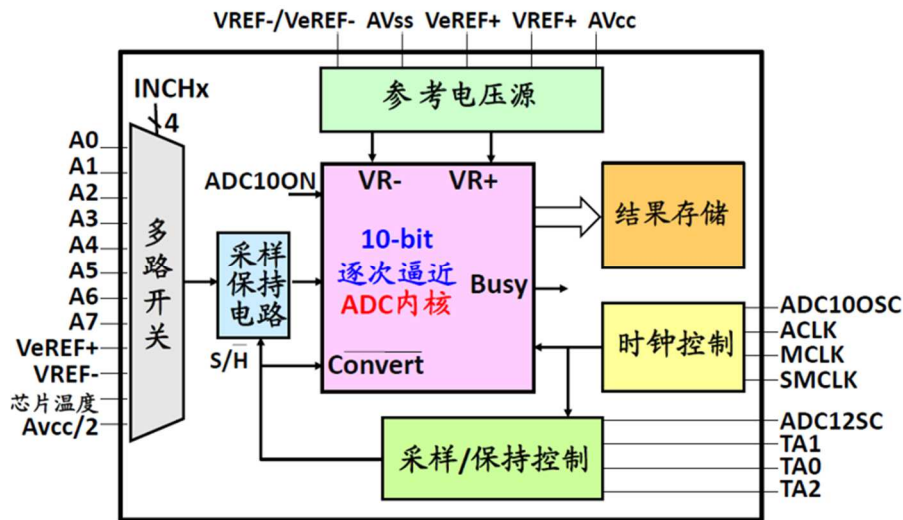 VREF-/VeREF- AVss VeREF+ VREF+ AVcc
参考电压源
INCHx
4
A0
A1
A2
A3
A4
A5
A6
A7
VeREF+
VREF-
芯片温度
Avcc/2
多路开关
ADC10ON
采样
保持
电路
S/H
VR- VR+
10-bit
逐次逼近
ADC内核
Busy
Convert
结果存储
时钟控制
ADC10OSC
ACLK
MCLK
SMCLK
采样/保持控制
ADC12SC
TA1
TA0
TA2